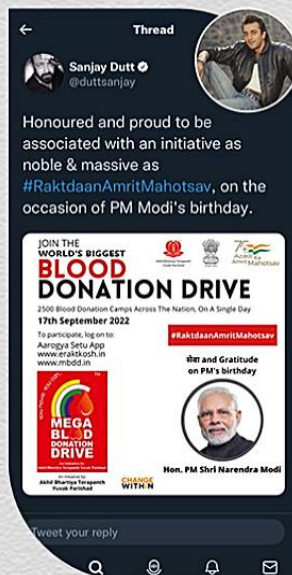 Thread
Sanjay Dutt
@duttsanjay
Honoured and proud to be
associated with an initiative as
noble & massive as
#RaktdaanAmritMahotsav, on the
occasion of PM Modi's birthday.
JOIN THE
WORLD'S BIGGEST
BLOOD
DONATION DRIVE
2500 Blood Donation Camps Across The Nation, On A Single Day
17th September 2022
To participate, log on to:
Aarogya Setu App
www.eraktkosh.in
www.mbdd.in
75
Azadi Ka
Amrit Mahotsav
#RaktdaanAmritMahotsav
सेवा and Gratitude
on PM's birthday
MEGA
BLOOD
DONATION
DRIVE
Akhil Bhartiya Terapanth
Yuvak Parishad
CHANGE
WITH N
Hon. PM Shri Narendra Modi
Tweet your reply